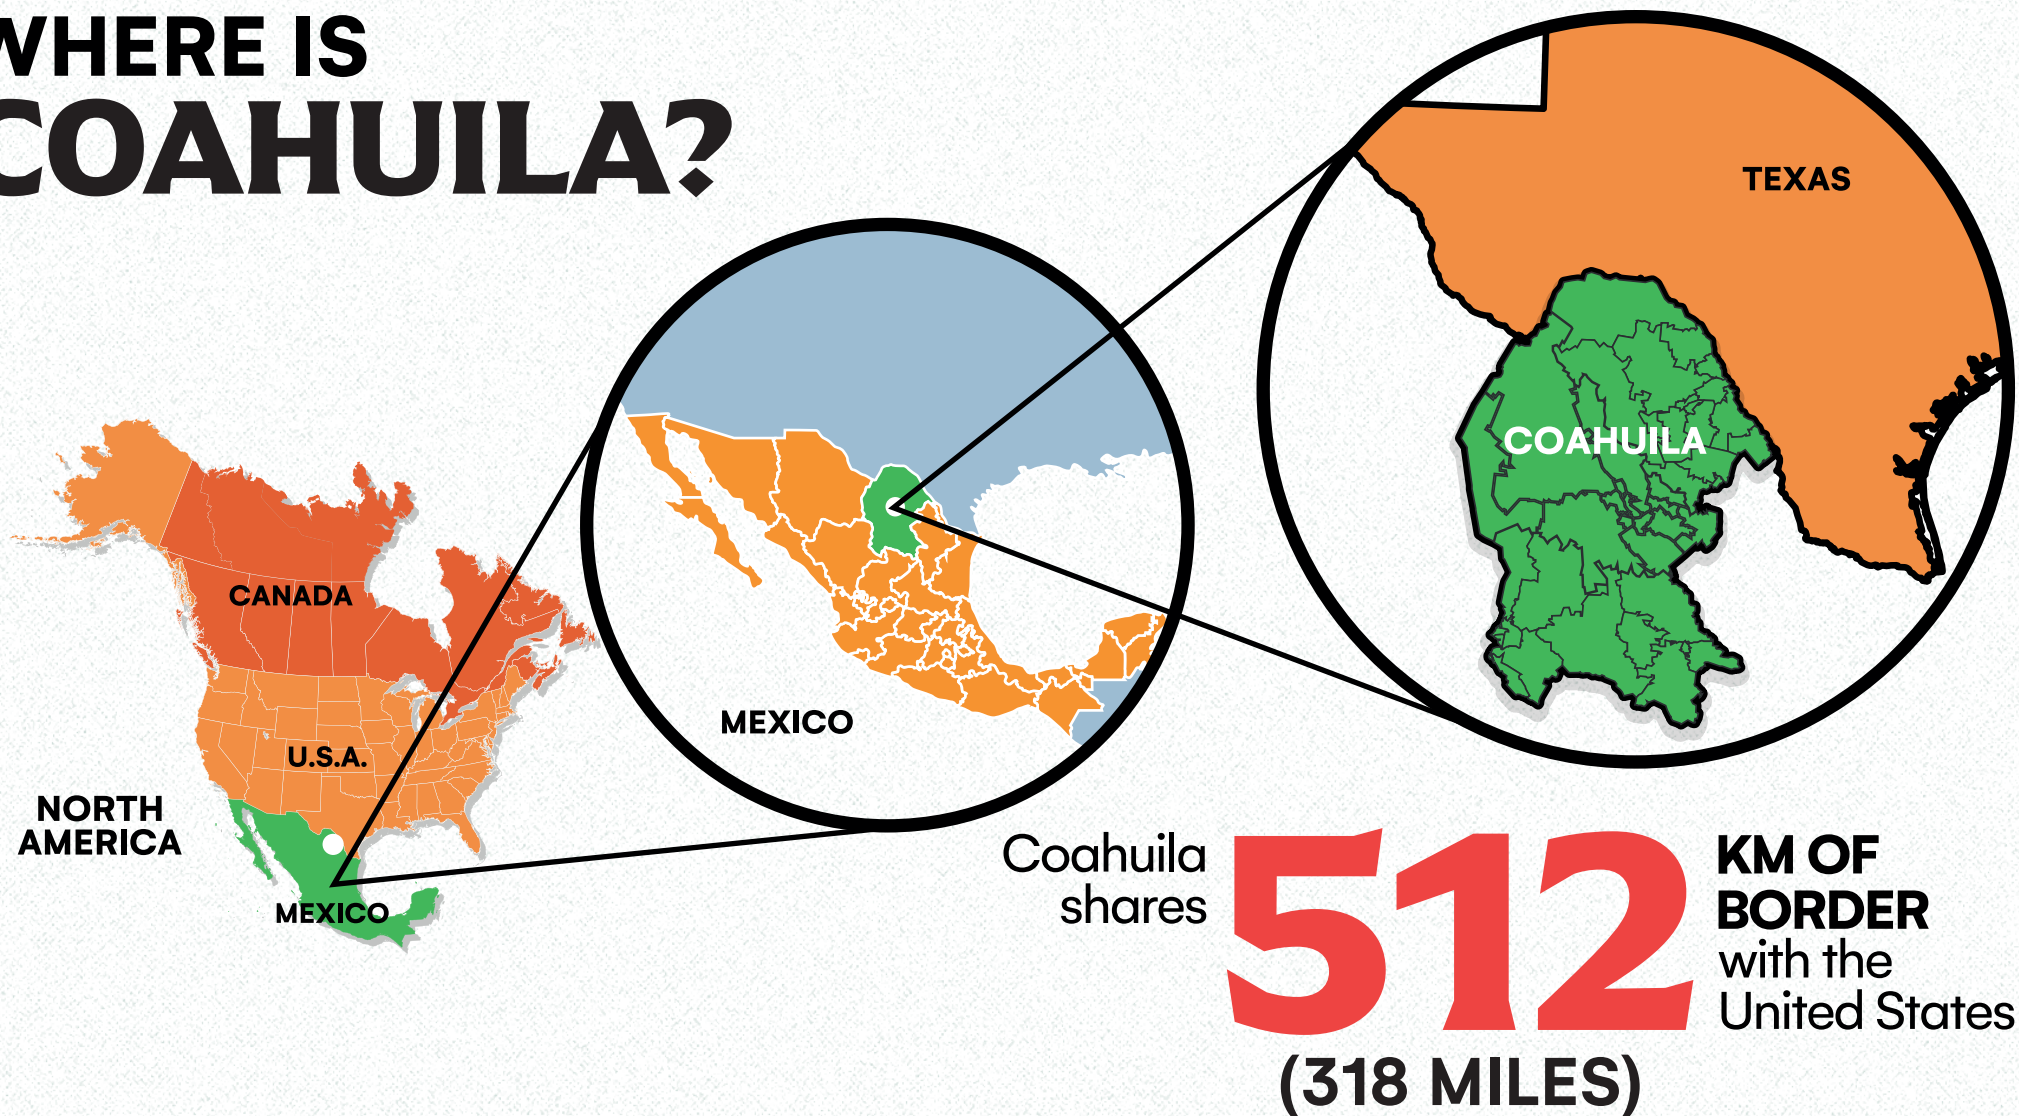 WHERE IS
COAHUILA?
TEXAS
COAHUILA
CANADA
U.S.A.
NORTH
AMERICA
MEXICO
MEXICO
Coahuila
shares
512
KM OF
BORDER
with the
United States
(318 MILES)